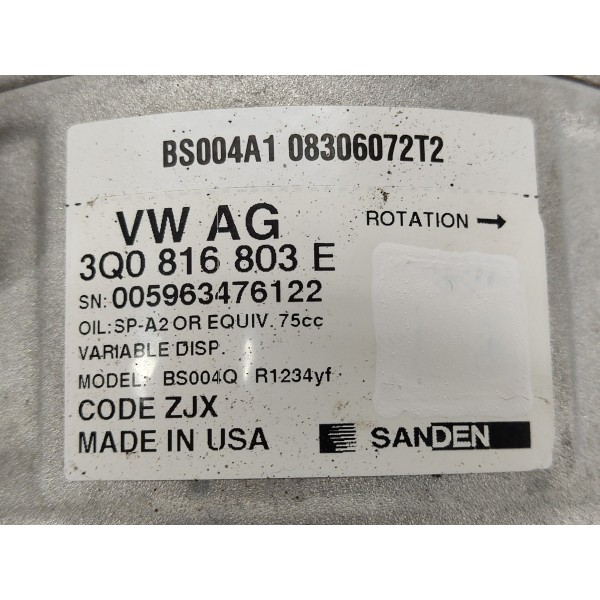 BS004A1 08306072T2
VW AG
ROTATION →
3Q0 816 803 E
SN: 005963476122
OIL: SP-A2 OR EQUIV. 75cc
VARIABLE DISP.
MODEL: BS004Q R1234yf
CODE ZJX
MADE IN USA
SANDEN